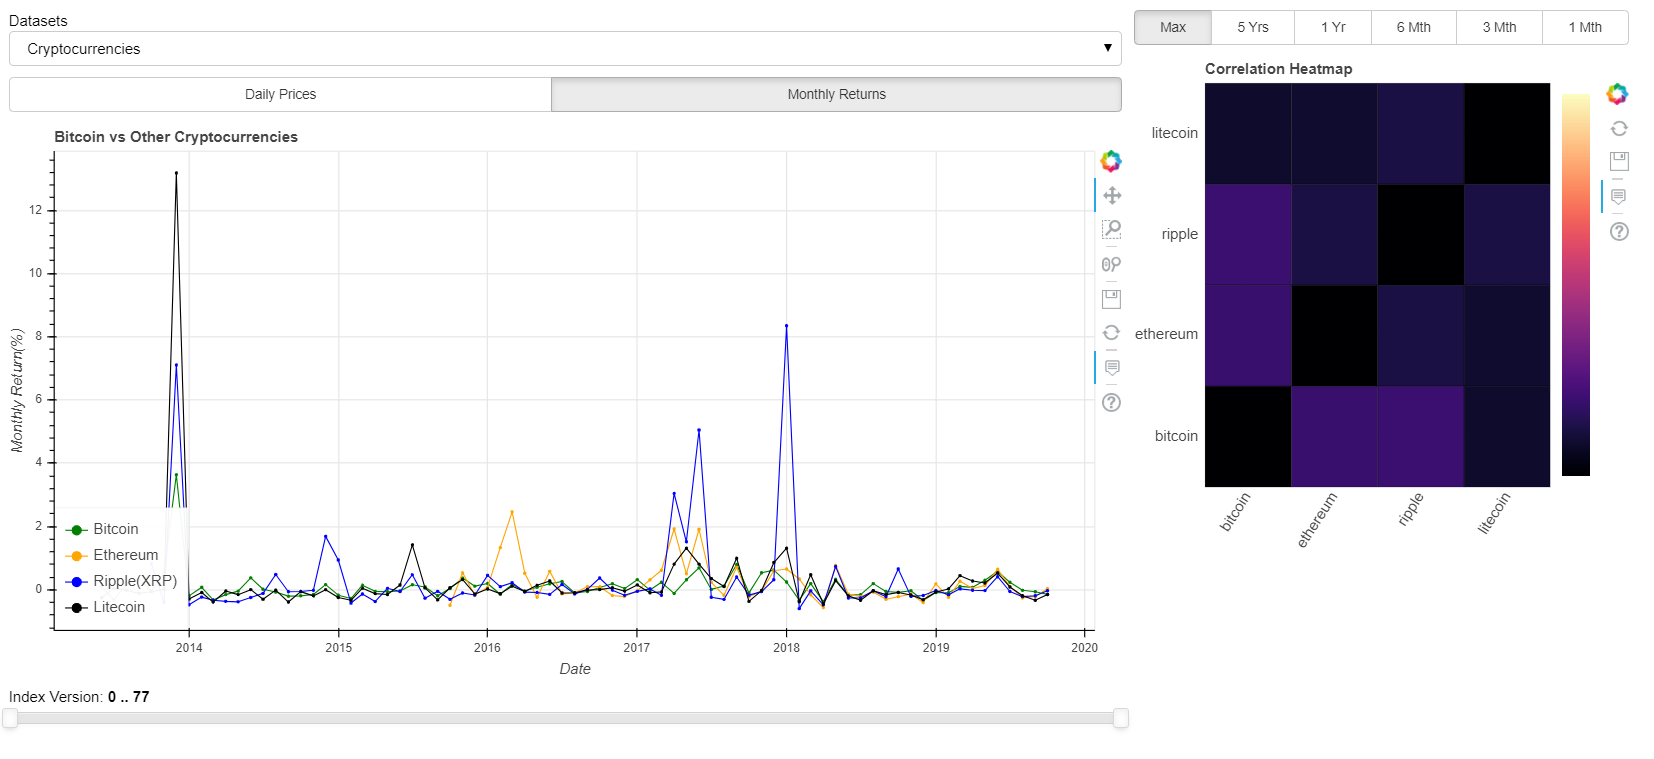 Datasets
Cryptocurrencies
Daily Prices
Monthly Returns
Bitcoin vs Other Cryptocurrencies
Monthly Return(%)
12
10
8
6
4
2
0
Bitcoin
Ethereum
Ripple(XRP)
Litecoin
2014
2015
2016
2017
2018
2019
2020
Date
Index Version: 0 .. 77
Max
5 Yrs
1 Yr
6 Mth
3 Mth
1 Mth
Correlation Heatmap
litecoin
ripple
ethereum
bitcoin
bitcoin
ethereum
ripple
litecoin